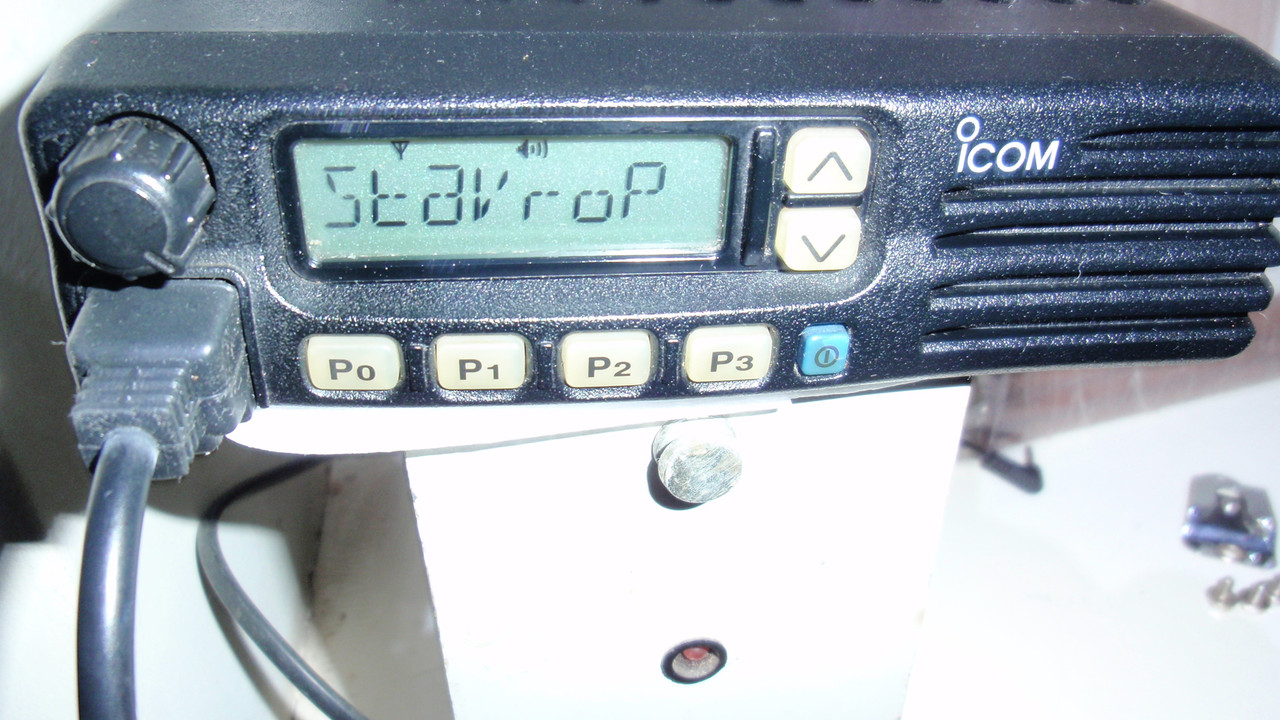 StaVroP
ICOM
P0 P1 P2 P3